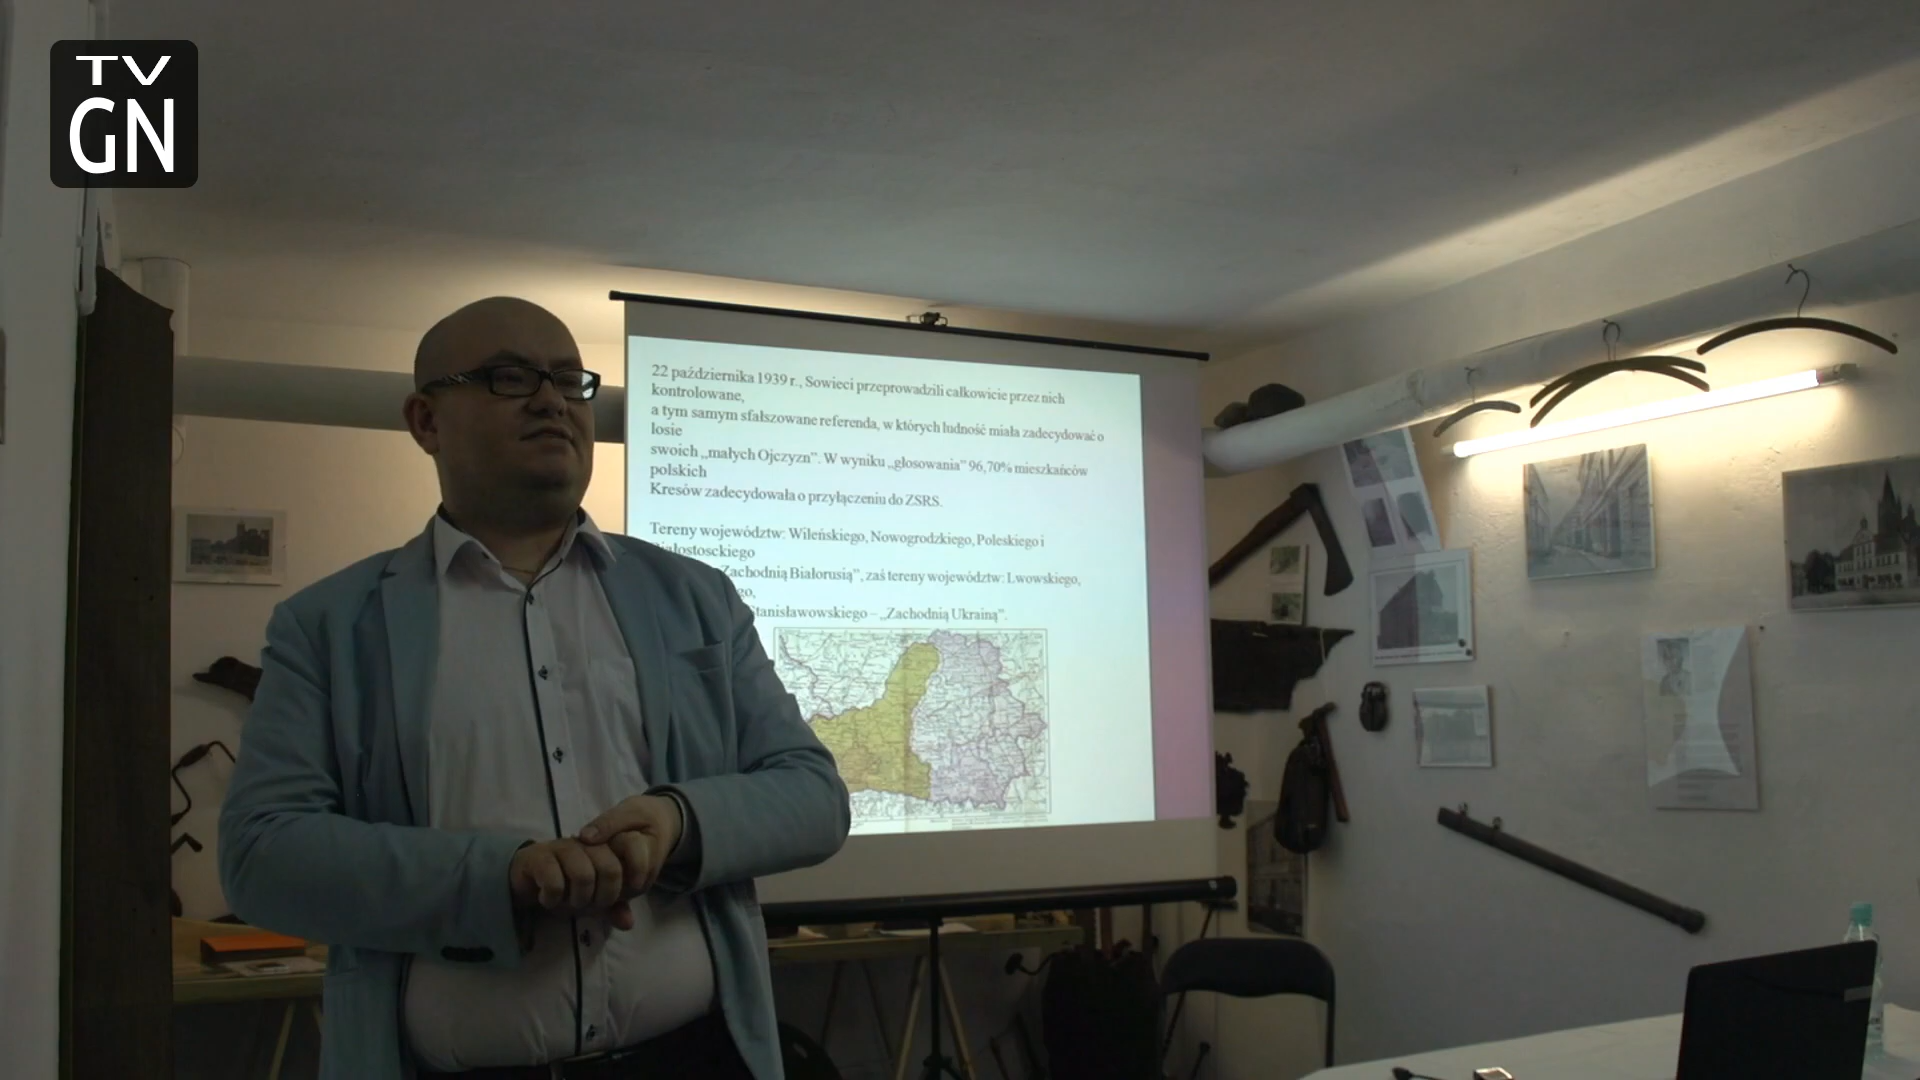 TV
GN
22 października 1939 r., Sowieci przeprowadzili całkowicie przez nich
kontrolowane,
a tym samym sfałszowane referenda, w których ludność miała zadecydować o
losie
swoich „małych Ojczyzn”. W wyniku „głosowania” 96,70% mieszkańców
polskich
Kresów zadecydowała o przyłączeniu do ZSRS.
Tereny województw: Wileńskiego, Nowogrodzkiego, Poleskiego i
Białostosckiego
Zachodnią Białorusią”, zaś tereny województw: Lwowskiego,
go,
Stanisławowskiego – „Zachodnią Ukrainą”.